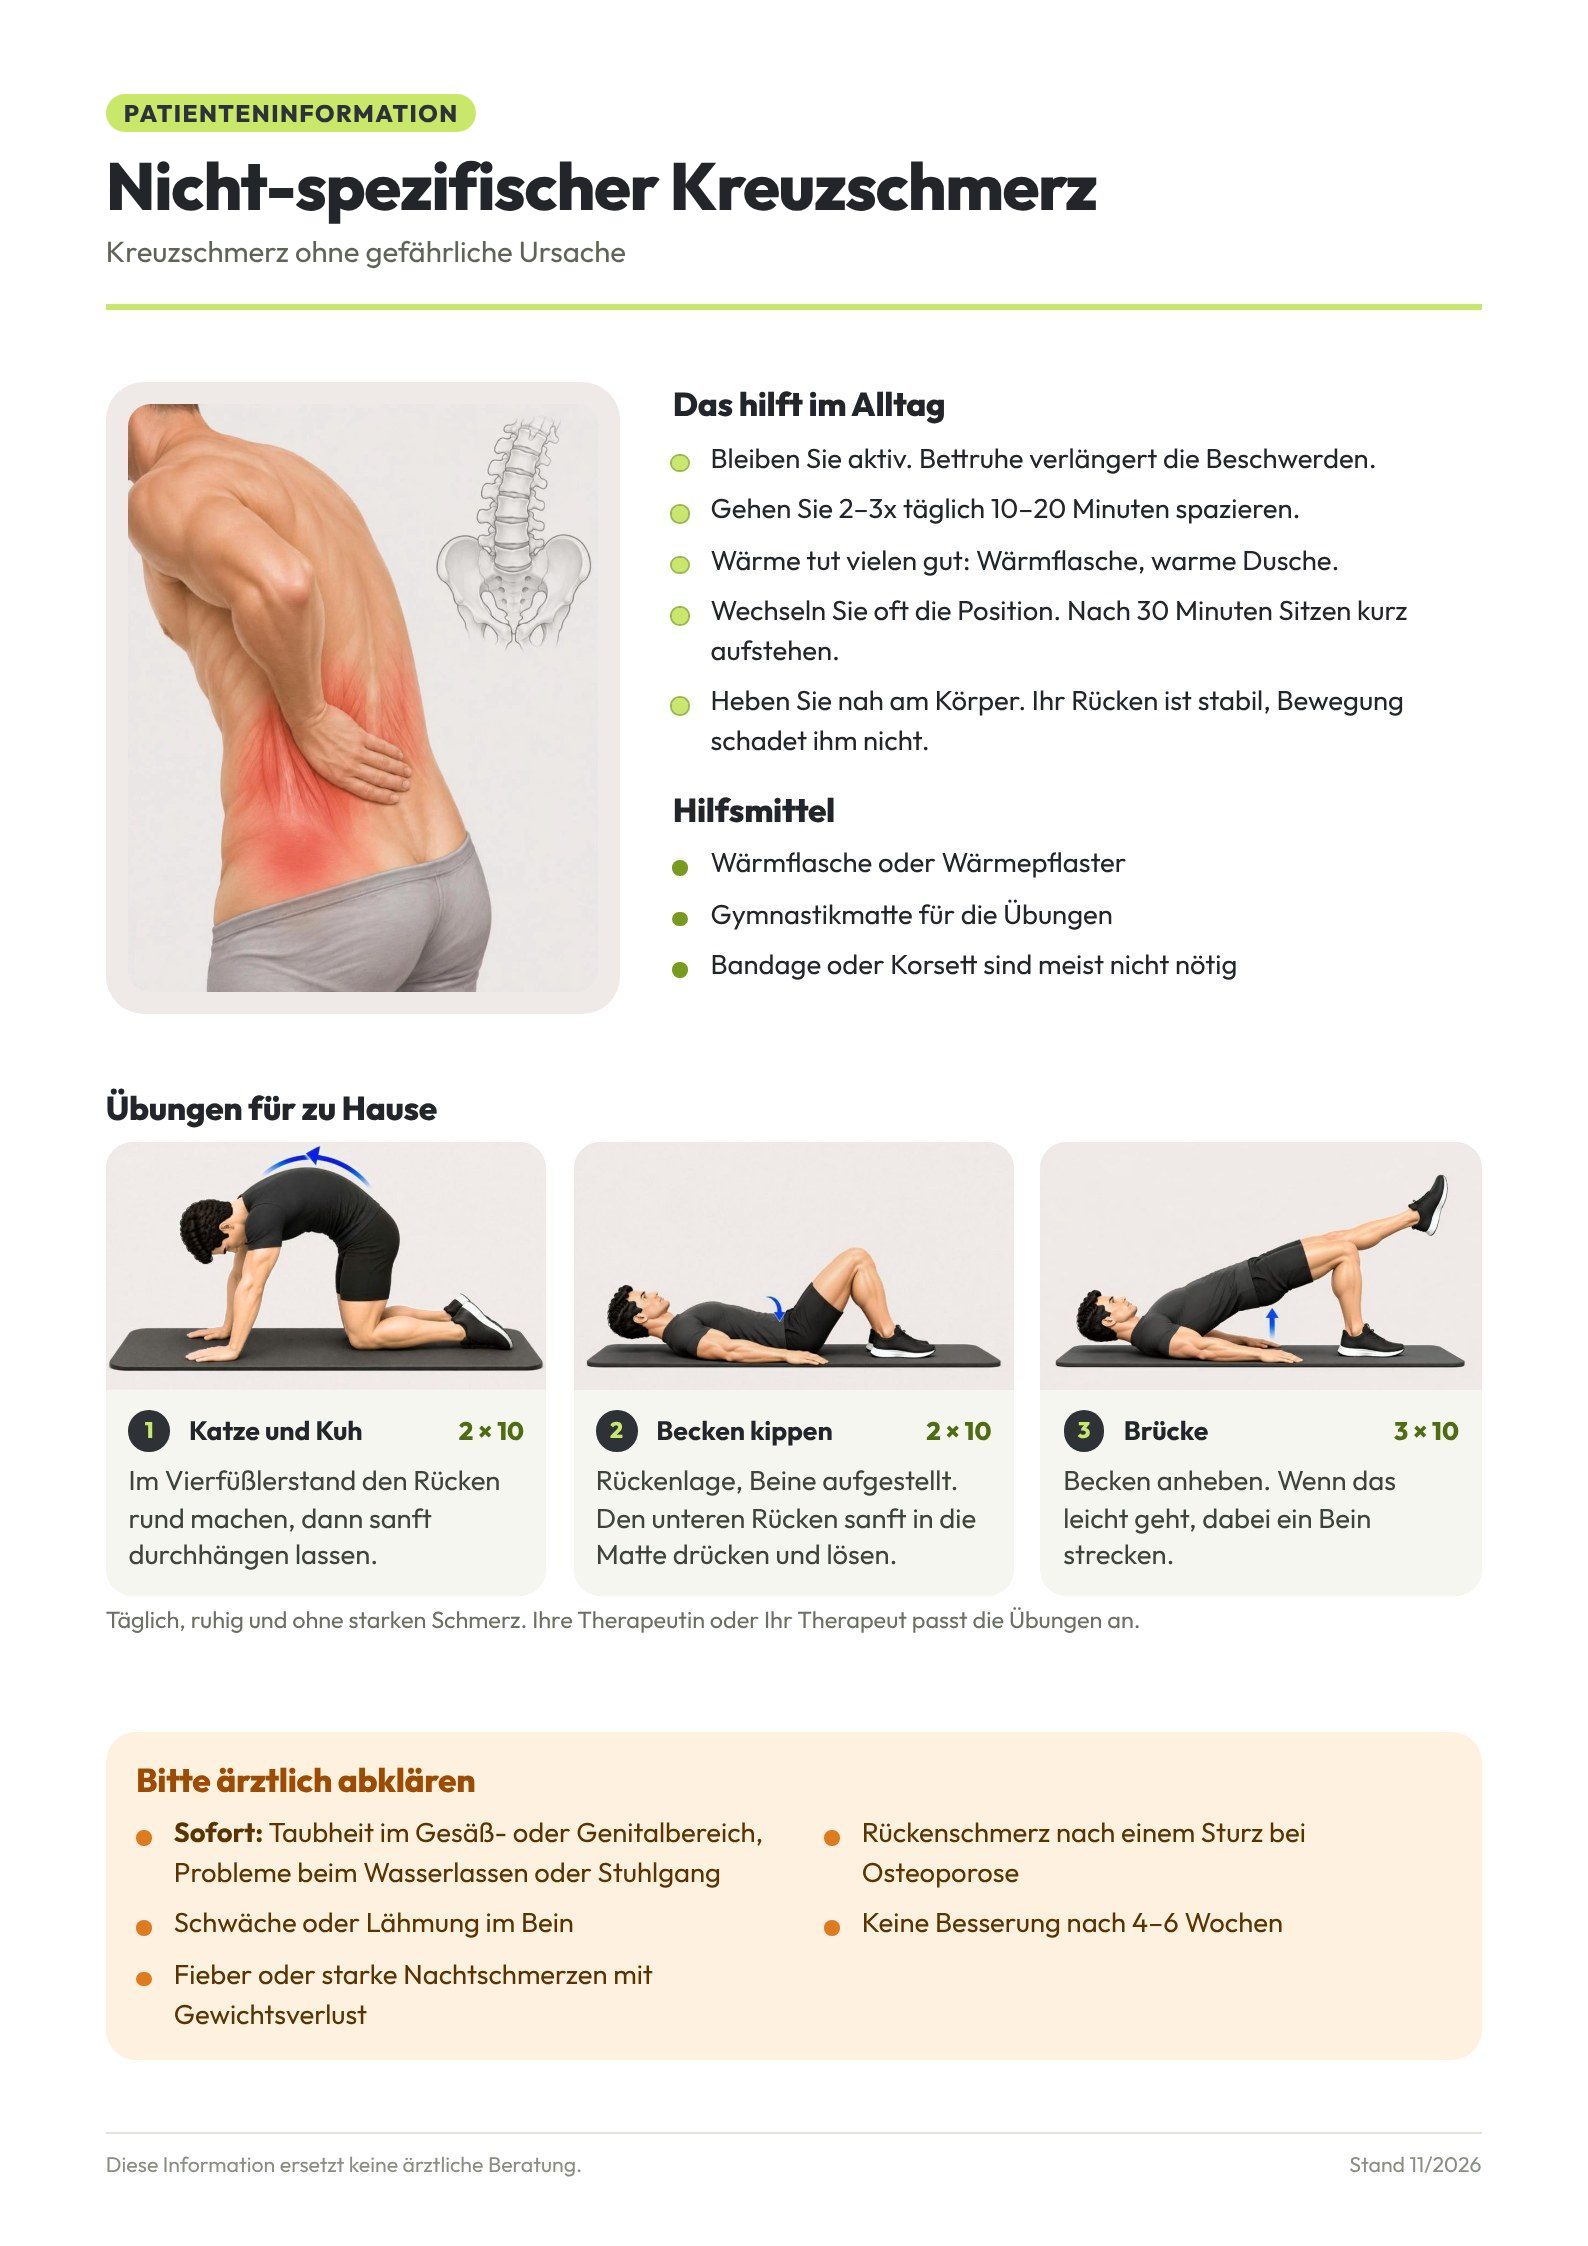 PATIENTENINFORMATION
Nicht-spezifischer Kreuzschmerz
Kreuzschmerz ohne gefährliche Ursache
Das hilft im Alltag
Bleiben Sie aktiv. Bettruhe verlängert die Beschwerden.
Gehen Sie 2–3x täglich 10–20 Minuten spazieren.
Wärme tut vielen gut: Wärmflasche, warme Dusche.
Wechseln Sie oft die Position. Nach 30 Minuten Sitzen kurz
aufstehen.
Heben Sie nah am Körper. Ihr Rücken ist stabil, Bewegung
schadet ihm nicht.
Hilfsmittel
Wärmflasche oder Wärmepflaster
Gymnastikmatte für die Übungen
Bandage oder Korsett sind meist nicht nötig
Übungen für zu Hause
1 Katze und Kuh 2 × 10
Im Vierfüßlerstand den Rücken
rund machen, dann sanft
durchhängen lassen.
2 Becken kippen 2 × 10
Rückenlage, Beine aufgestellt.
Den unteren Rücken sanft in die
Matte drücken und lösen.
3 Brücke 3 × 10
Becken anheben. Wenn das
leicht geht, dabei ein Bein
strecken.
Täglich, ruhig und ohne starken Schmerz. Ihre Therapeutin oder Ihr Therapeut passt die Übungen an.
Bitte ärztlich abklären
Sofort: Taubheit im Gesäß- oder Genitalbereich,
Probleme beim Wasserlassen oder Stuhlgang
Schwäche oder Lähmung im Bein
Fieber oder starke Nachtschmerzen mit
Gewichtsverlust
Rückenschmerz nach einem Sturz bei
Osteoporose
Keine Besserung nach 4–6 Wochen
Diese Information ersetzt keine ärztliche Beratung.
Stand 11/2026